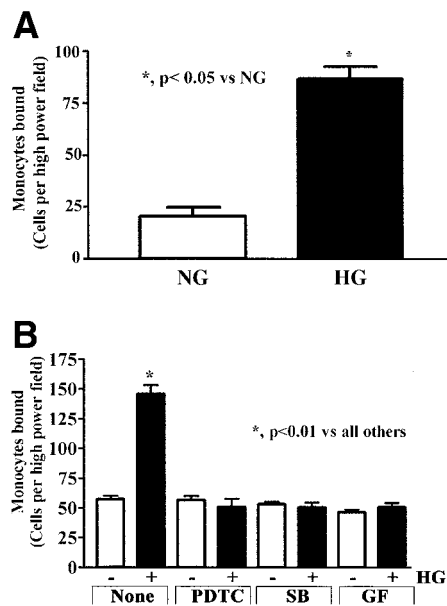 A
Monocytes bound
(Cells per high power field)
100
75
50
25
0
*, p< 0.05 vs NG
*
NG HG
B
Monocytes bound
(Cells per high power field)
175
150
125
100
75
50
25
0
*
*, p<0.01 vs all others
- + - + - + - + HG
None PDTC SB GF